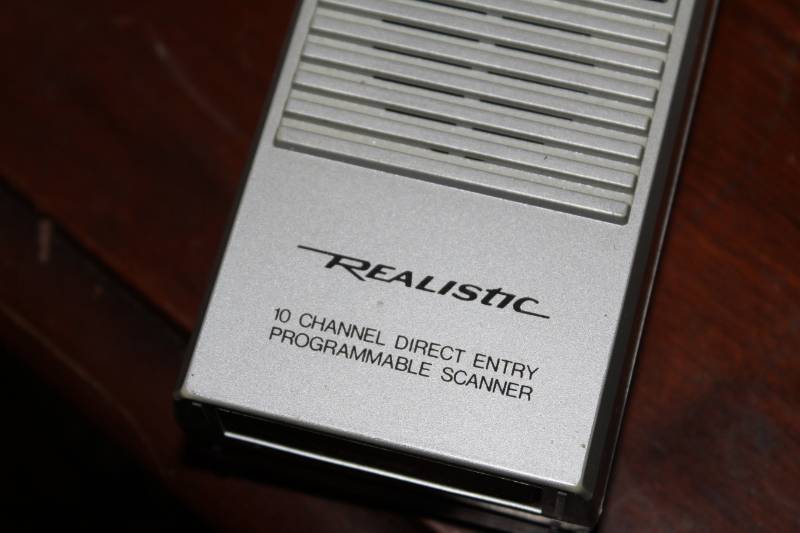 REALISTIC
10 CHANNEL DIRECT ENTRY
PROGRAMMABLE SCANNER